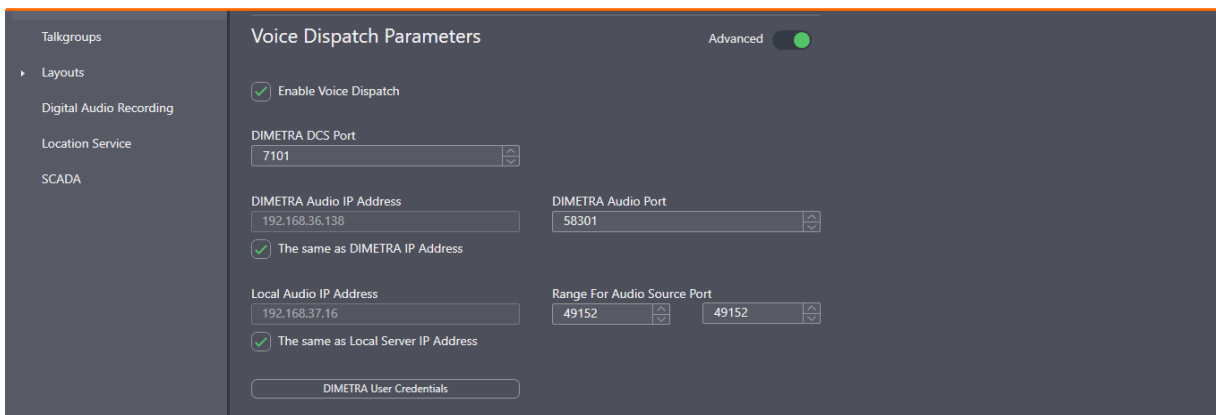 Talkgroups
Layouts
Digital Audio Recording
Location Service
SCADA
Voice Dispatch Parameters
Advanced
Enable Voice Dispatch
DIMETRA DCS Port
7101
DIMETRA Audio IP Address
DIMETRA Audio Port
192.168.36.138
58301
The same as DIMETRA IP Address
Local Audio IP Address
Range For Audio Source Port
192.168.37.16
49152
49152
The same as Local Server IP Address
DIMETRA User Credentials